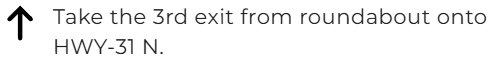 Take the 3rd exit from roundabout onto
HWY-31 N.